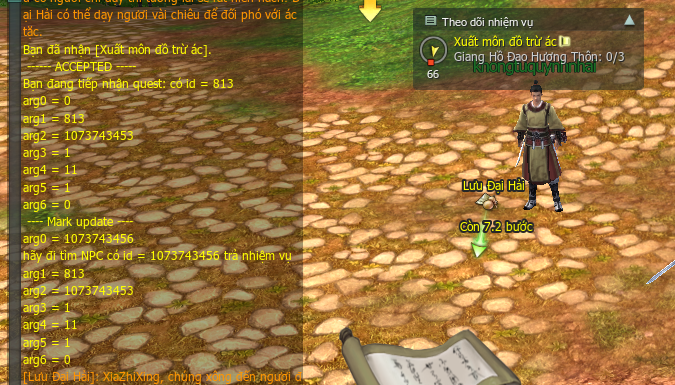 ại Hải có thể dạy ngươi vài chiêu để đối phó với ác
tặc.
Bạn đã nhận [Xuất môn đồ trừ ác].
------ ACCEPTED -----
Bạn đang tiếp nhận quest: có id = 813
arg0 = 0
arg1 = 813
arg2 = 1073743453
arg3 = 1
arg4 = 11
arg5 = 1
arg6 = 0
---- Mark update ----
arg0 = 1073743456
hãy đi tìm NPC có id = 1073743456 trả nhiệm vụ
arg1 = 813
arg2 = 1073743453
arg3 = 1
arg4 = 11
arg5 = 1
arg6 = 0
[Lưu Đại Hải]: XiaZhiXing, chúng xông đến người đ
Theo dõi nhiệm vụ
Xuất môn đồ trừ ác
Giang Hồ Đạo Hương Thôn: 0/3
66
Lưu Đại Hải
Còn 7.2 bước